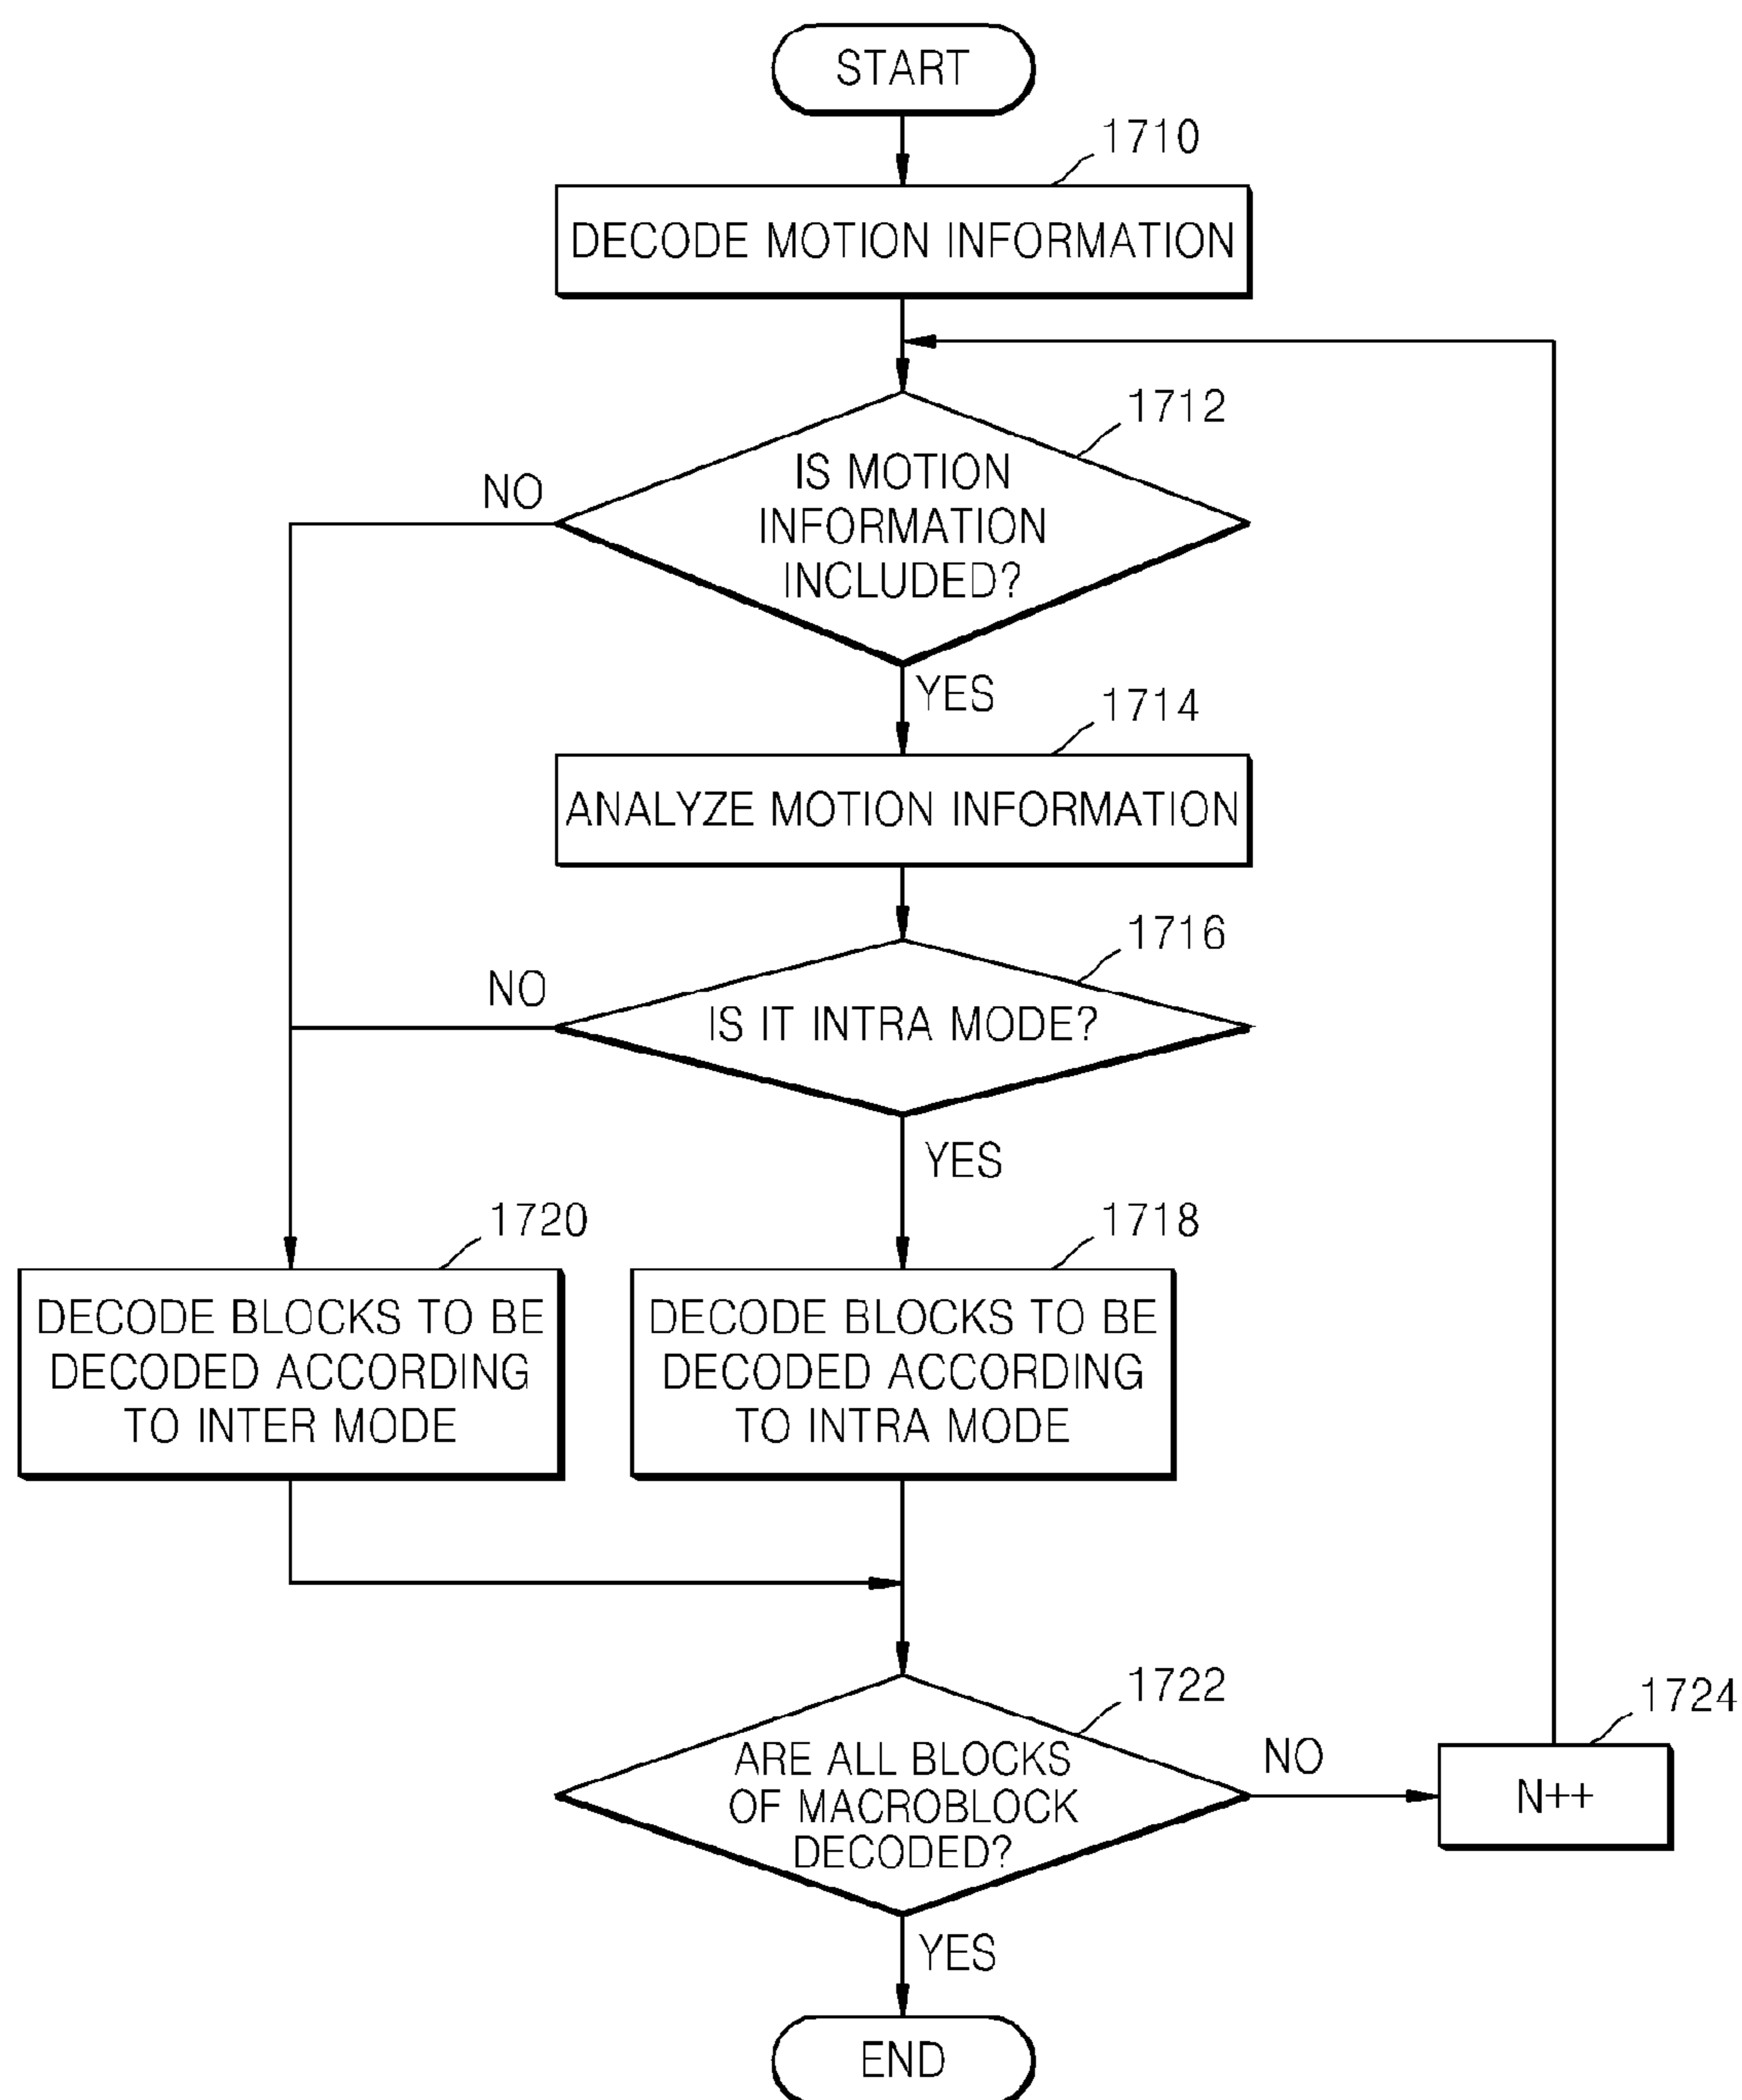 START
1710
DECODE MOTION INFORMATION
1712
NO
IS MOTION
INFORMATION
INCLUDED?
YES
1714
ANALYZE MOTION INFORMATION
1716
NO
IS IT INTRA MODE?
YES
1720
1718
DECODE BLOCKS TO BE
DECODED ACCORDING
TO INTER MODE
DECODE BLOCKS TO BE
DECODED ACCORDING
TO INTRA MODE
1722
1724
ARE ALL BLOCKS
OF MACROBLOCK
DECODED?
NO
N++
YES
END